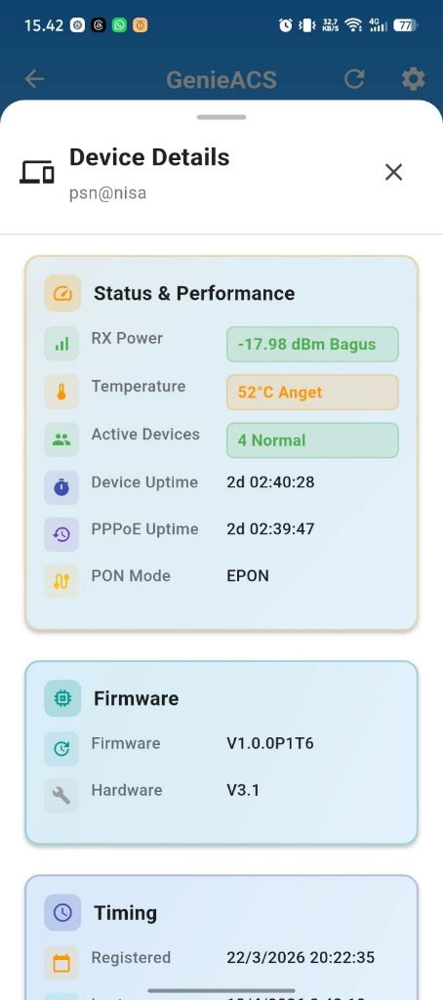 15.42
32,7 KB/S
4G
77
GenieACS
Device Details
psn@nisa
Status & Performance
RX Power -17.98 dBm Bagus
Temperature 52°C Anget
Active Devices 4 Normal
Device Uptime 2d 02:40:28
PPPoE Uptime 2d 02:39:47
PON Mode EPON
Firmware
Firmware V1.0.0P1T6
Hardware V3.1
Timing
Registered 22/3/2026 20:22:35